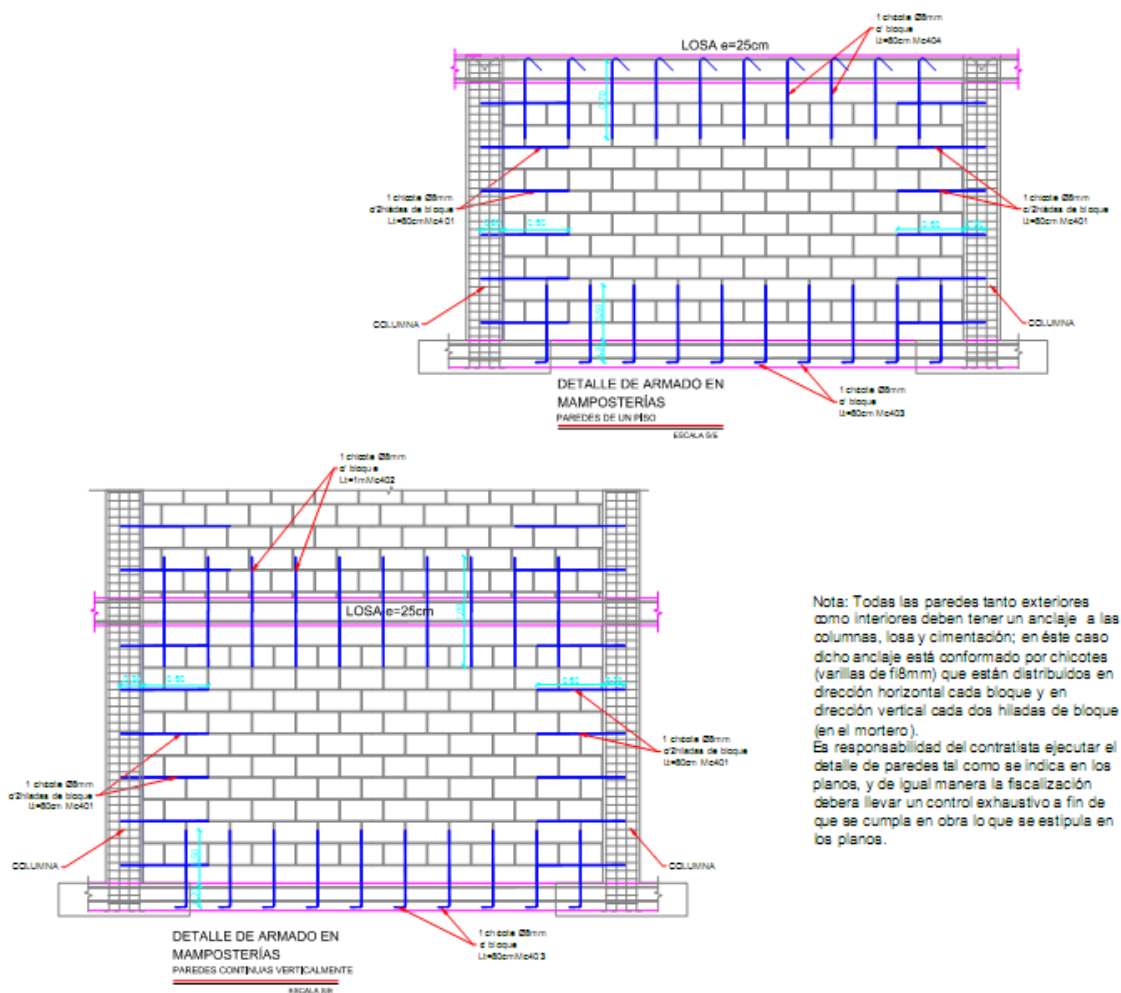 1 chicote Ø8mm
c/ bloque
Lt=80cm Mc404
LOSA e=25cm
0.70
1 chicote Ø8mm
c/2hiladas de bloque
Lt=80cm Mc401
1 chicote Ø8mm
c/2hiladas de bloque
Lt=80cm Mc401
0.60
0.60
COLUMNA
COLUMNA
DETALLE DE ARMADO EN
MAMPOSTERÍAS
PAREDES DE UN PISO
ESCALA S/E
1 chicote Ø8mm
c/ bloque
Lt=80cm Mc403
1 chicote Ø8mm
c/ bloque
Lt=1mMc402
LOSA e=25cm
0.60
0.60
1 chicote Ø8mm
c/2hiladas de bloque
Lt=80cm Mc401
1 chicote Ø8mm
c/2hiladas de bloque
Lt=80cm Mc401
COLUMNA
COLUMNA
DETALLE DE ARMADO EN
MAMPOSTERÍAS
PAREDES CONTINUAS VERTICALMENTE
ESCALA S/E
1 chicote Ø8mm
c/ bloque
Lt=80cmMc403
Nota: Todas las paredes tanto exteriores
como interiores deben tener un anclaje a las
columnas, losa y cimentación; en éste caso
dicho anclaje está conformado por chicotes
(varillas de fi8mm) que están distribuidos en
dirección horizontal cada bloque y en
dirección vertical cada dos hiladas de bloque
(en el mortero).
Es responsabilidad del contratista ejecutar el
detalle de paredes tal como se indica en los
planos, y de igual manera la fiscalización
debera llevar un control exhaustivo a fin de
que se cumpla en obra lo que se estipula en
los planos.